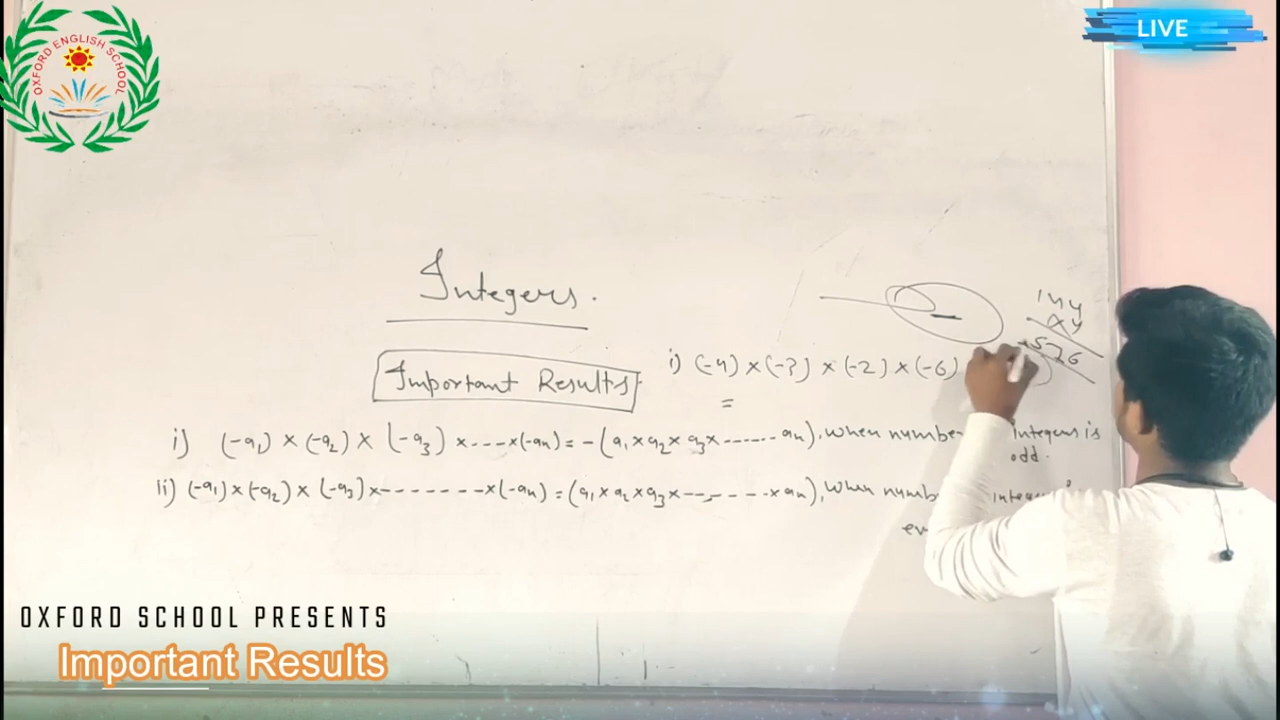 OXFORD ENGLISH SCHOOL
LIVE
Integers.
144
× 4
576
Important Results
i) (-4) × (-3) × (-2) × (-6)
=
i) (-a₁) × (-a₂) × (-a₃) ×----×(-an) = -(a₁×a₂×a₃×------an), when number Integers is
odd.
ii) (-a₁)×(-a₂)×(-a₃)×-------×(-an) = (a₁×a₂×a₃×-------×an), when
OXFORD SCHOOL PRESENTS
Important Results